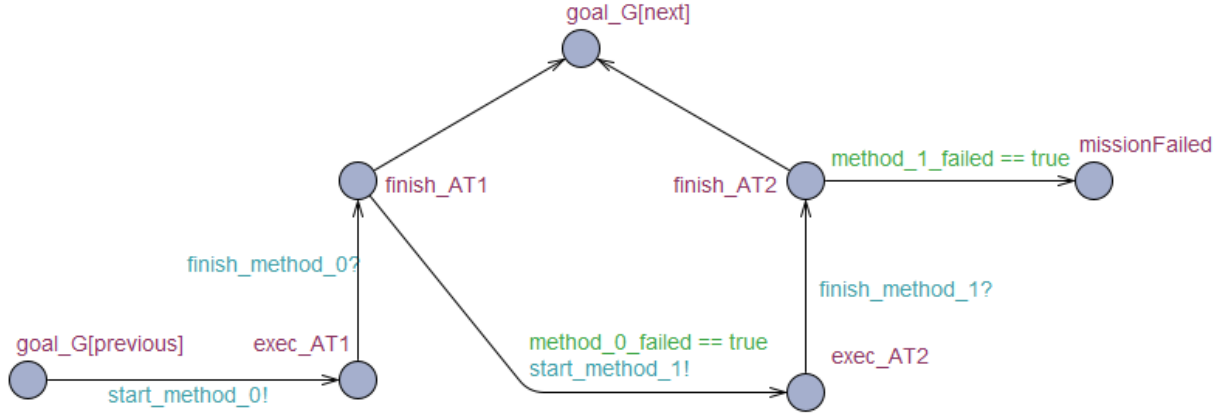 goal_G[next]
missionFailed
method_1_failed == true
finish_AT1
finish_AT2
finish_method_0?
finish_method_1?
goal_G[previous]
exec_AT1
method_0_failed == true
start_method_1!
exec_AT2
start_method_0!